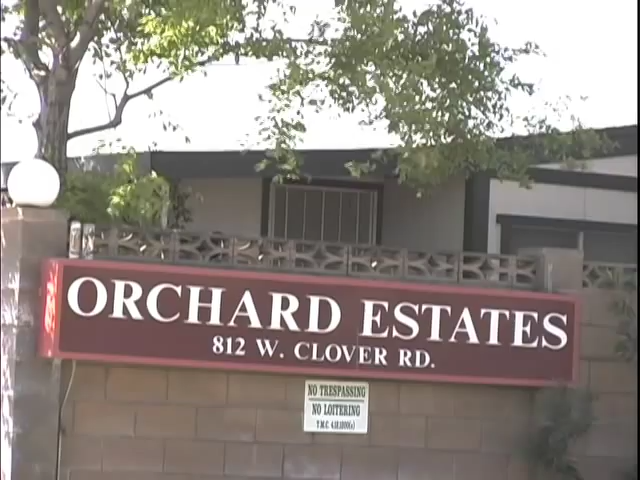 ORCHARD ESTATES
812 W. CLOVER RD.
NO TRESPASSING
NO LOITERING